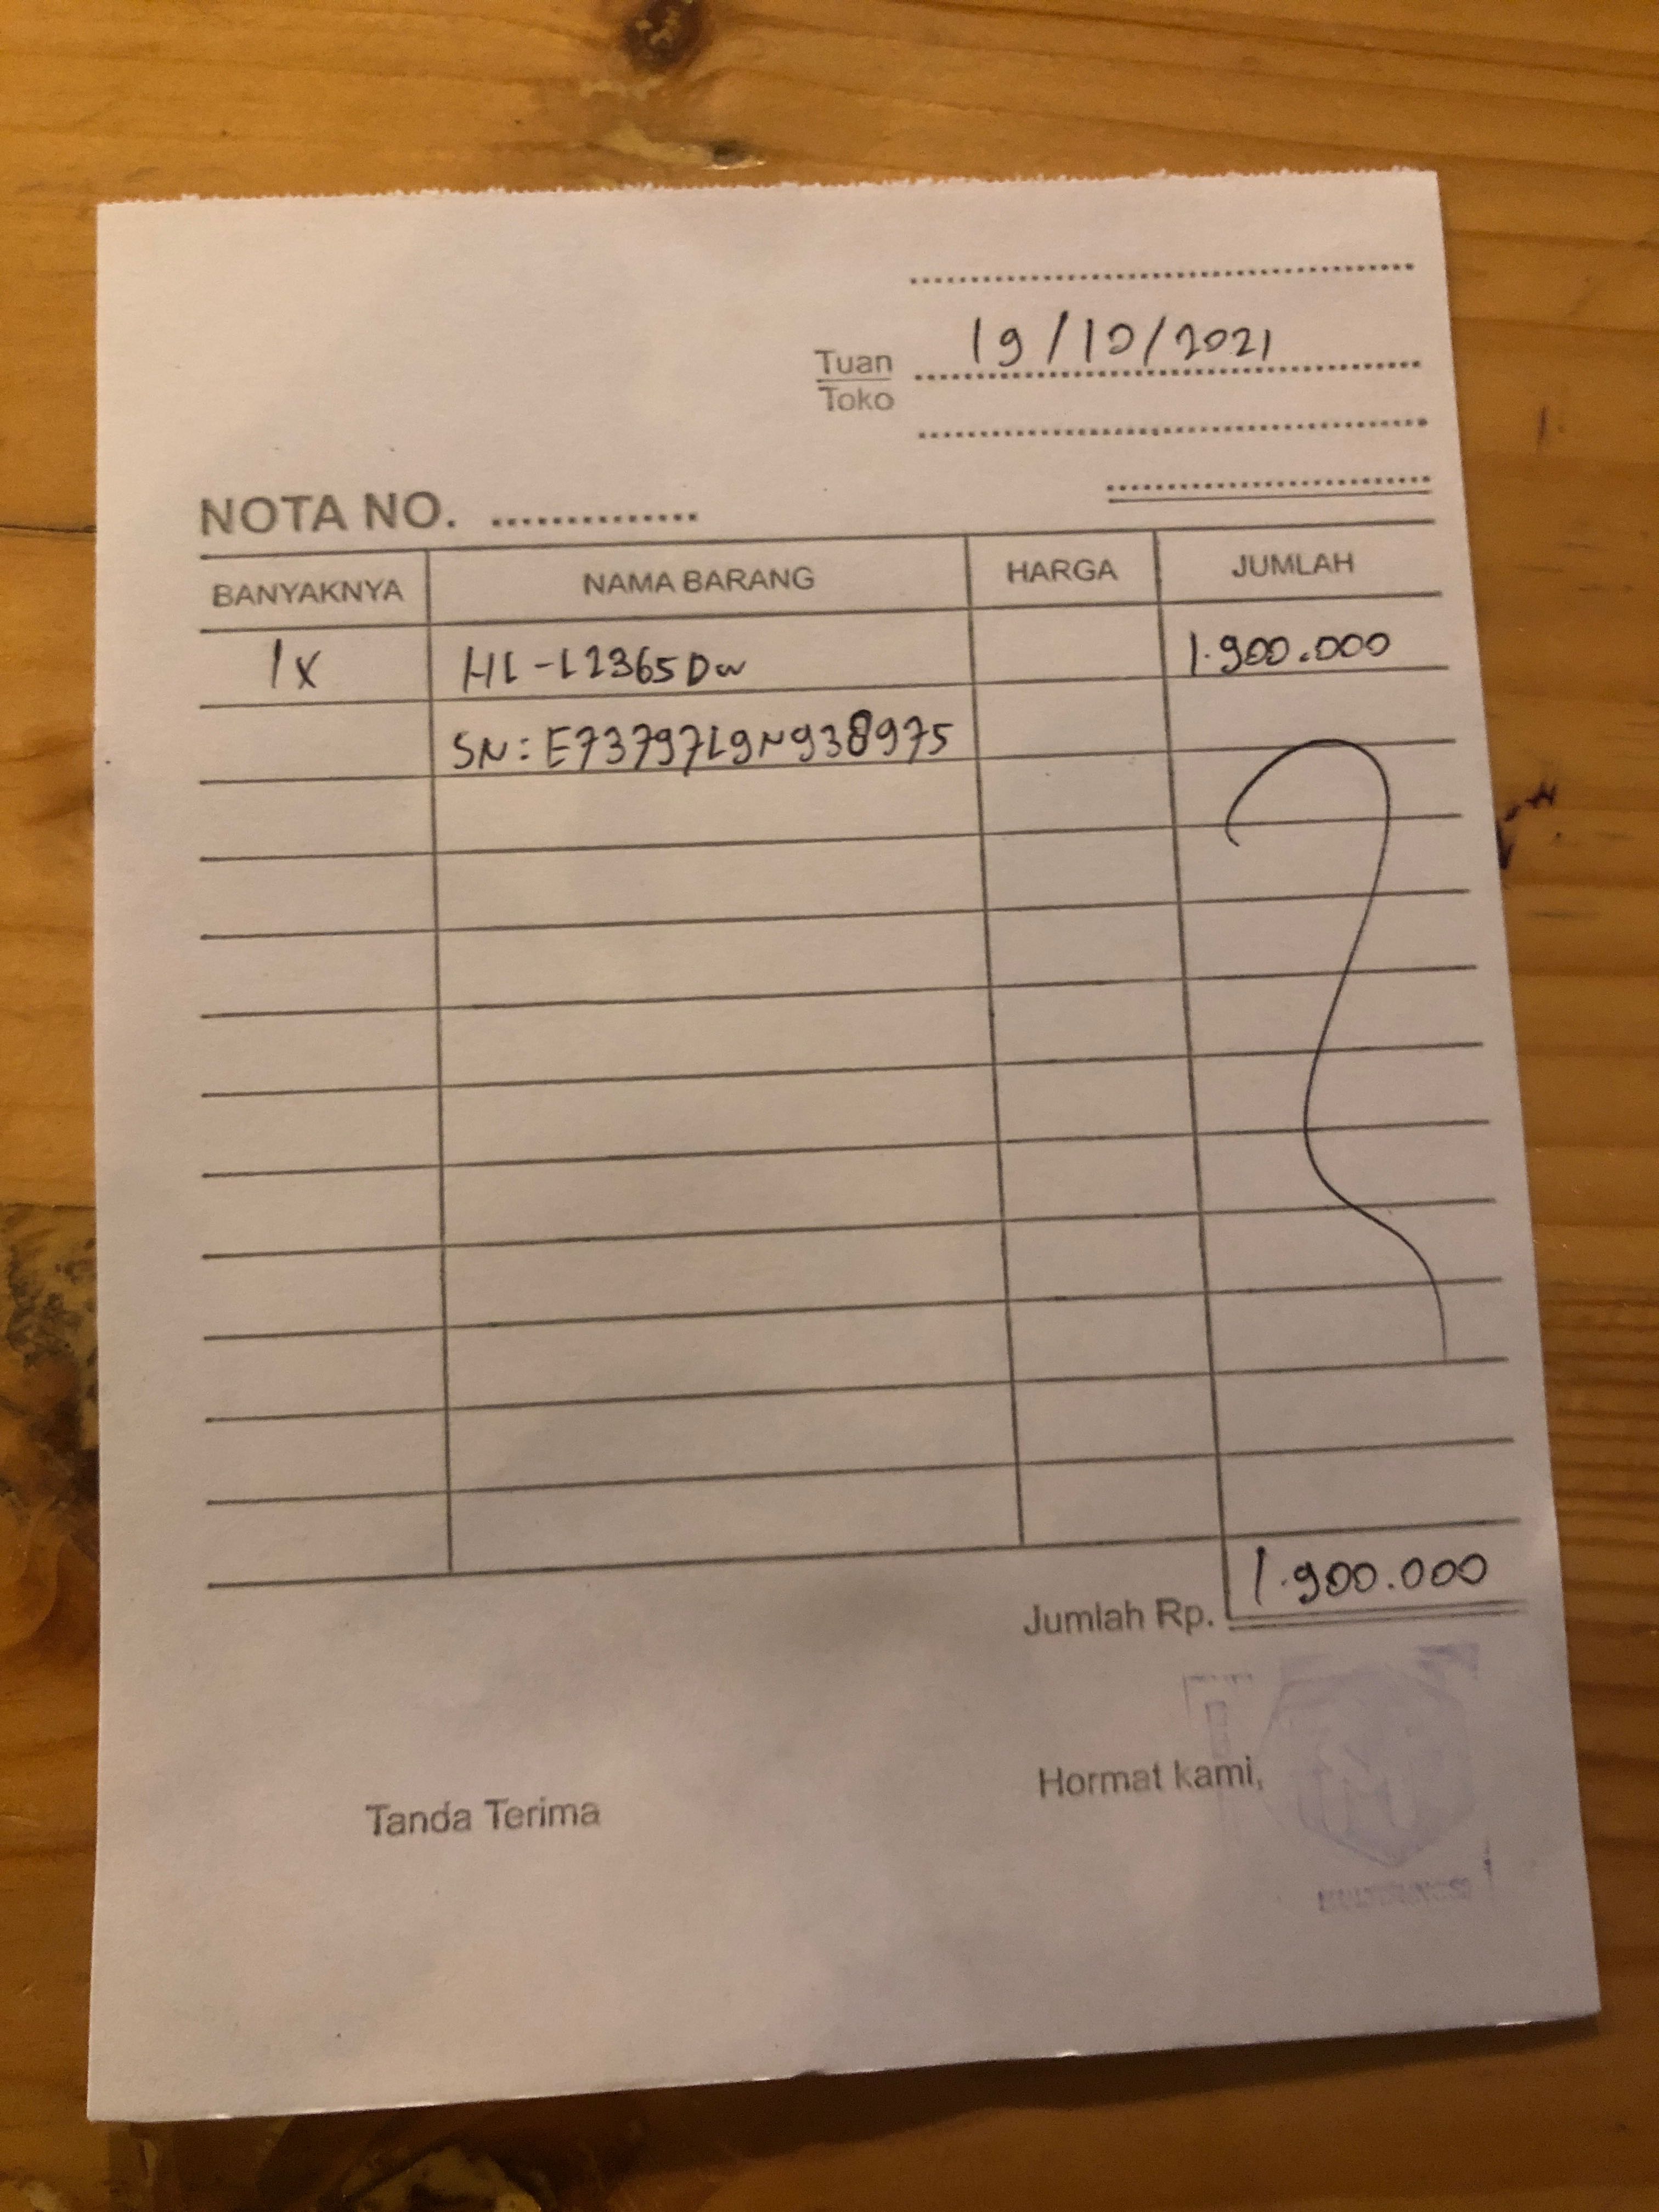 19/10/2021
Tuan
Toko
NOTA NO. ..............
BANYAKNYA NAMA BARANG HARGA JUMLAH
1x HL-L2365Dw 1.900.000
SN: E73797L9N938975
Jumlah Rp. 1.900.000
Tanda Terima Hormat kami,